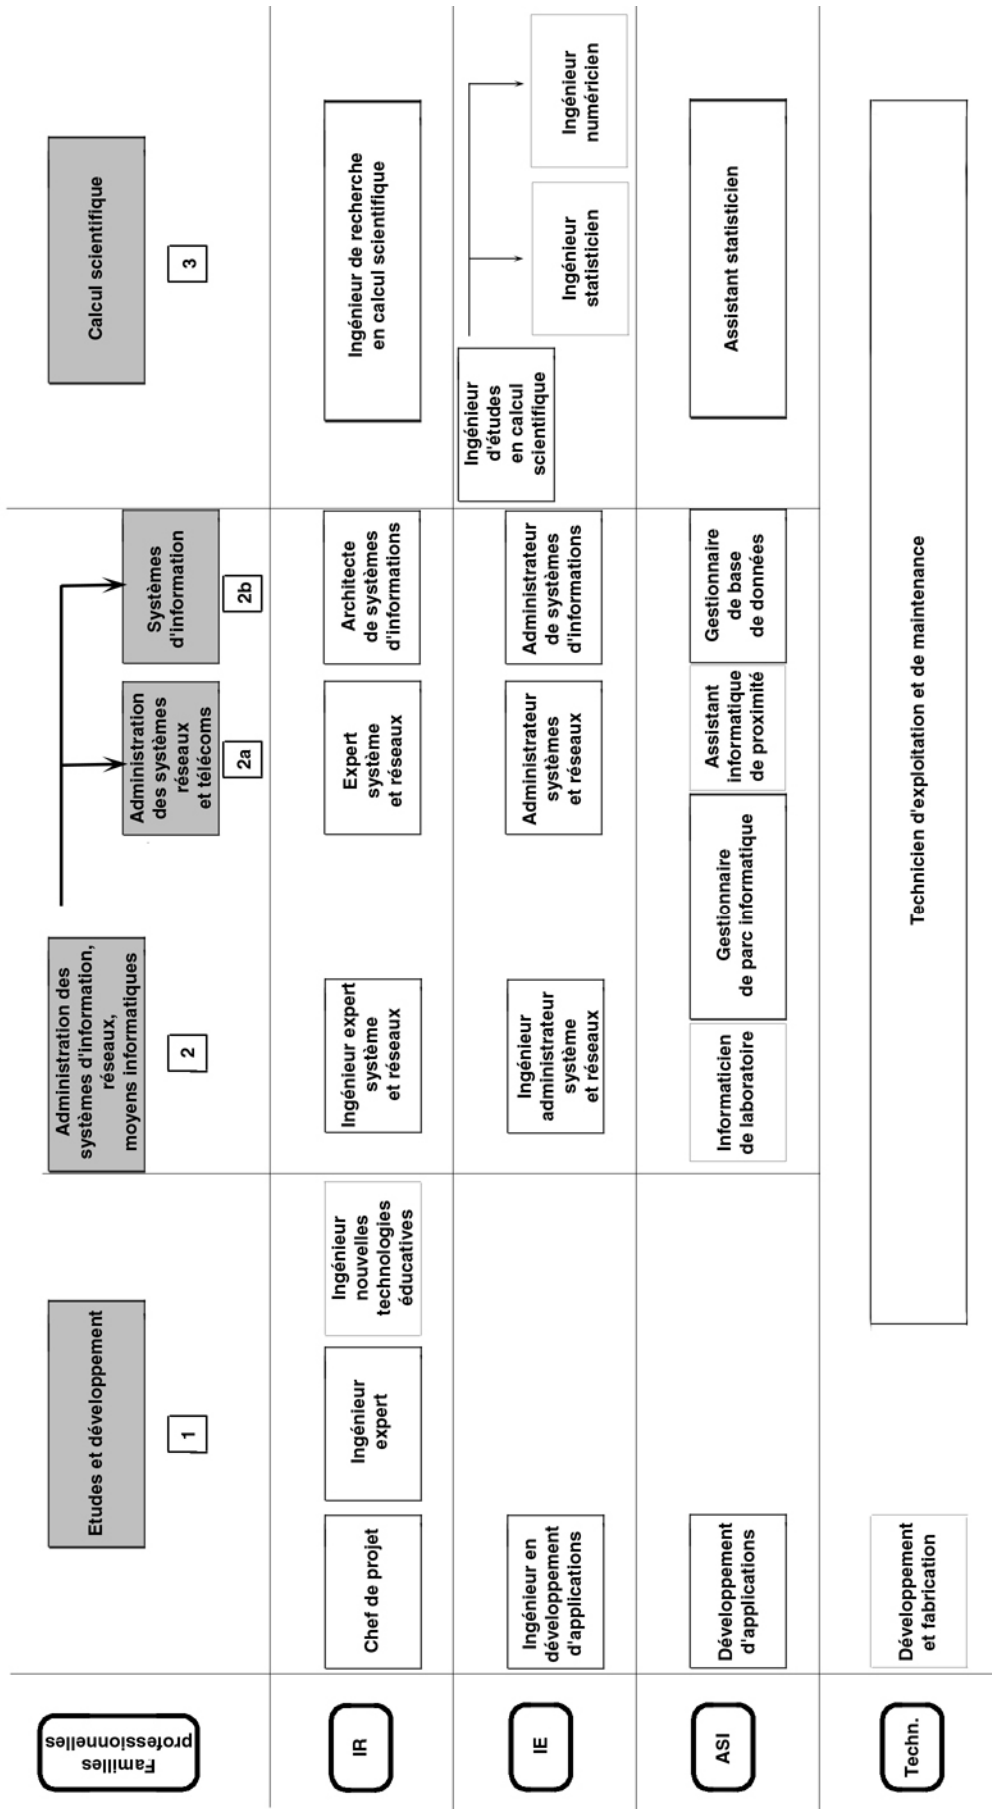 Familles
professionnelles
Etudes et développement
1
Administration des
systèmes d'information,
réseaux,
moyens informatiques
2
Administration
des systèmes
réseaux
et télécoms
2a
Systèmes
d'information
2b
Calcul scientifique
3
IR
Chef de projet
Ingénieur
expert
Ingénieur
nouvelles
technologies
éducatives
Ingénieur expert
système
et réseaux
Expert
système
et réseaux
Architecte
de systèmes
d'informations
Ingénieur de recherche
en calcul scientifique
IE
Ingénieur en
développement
d'applications
Ingénieur
administrateur
système
et réseaux
Administrateur
systèmes
et réseaux
Administrateur
de systèmes
d'informations
Ingénieur
d'études
en calcul
scientifique
Ingénieur
statisticien
Ingénieur
numéricien
ASI
Développement
d'applications
Informaticien
de laboratoire
Gestionnaire
de parc informatique
Assistant
informatique
de proximité
Gestionnaire
de base
de données
Assistant statisticien
Techn.
Développement
et fabrication
Technicien d'exploitation et de maintenance